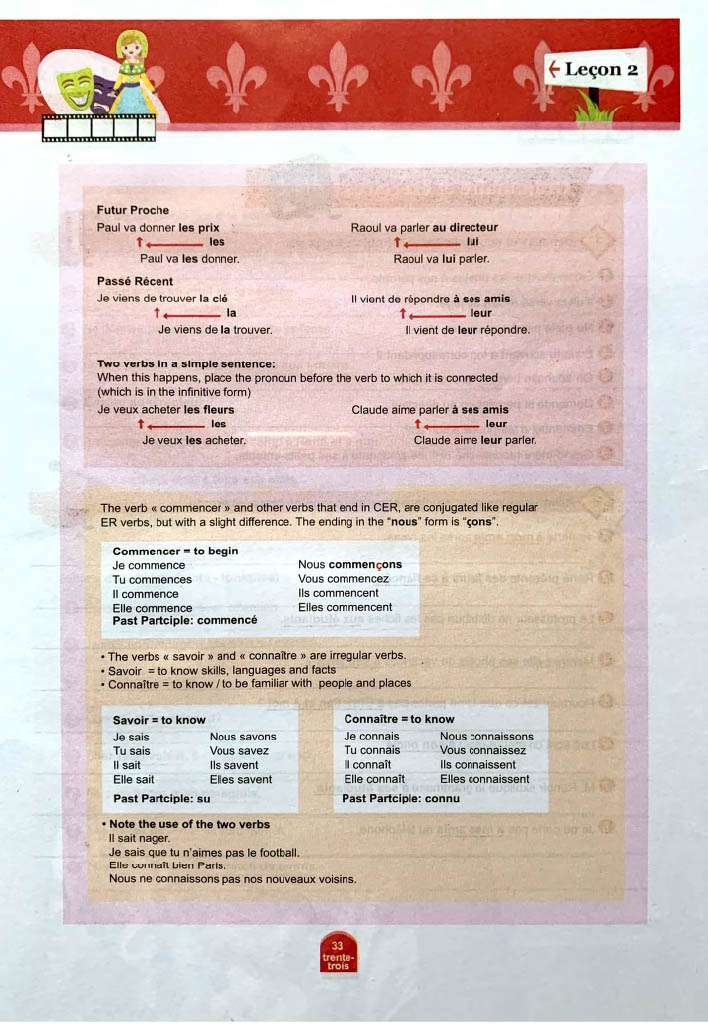 ← Leçon 2
Futur Proche
Paul va donner les prix
les
Paul va les donner.
Raoul va parler au directeur
lui
Raoul va lui parler.
Passé Récent
Je viens de trouver la clé
la
Je viens de la trouver.
Il vient de répondre à ses amis
leur
Il vient de leur répondre.
Two verbs in a simple sentence:
When this happens, place the pronoun before the verb to which it is connected
(which is in the infinitive form)
Je veux acheter les fleurs
les
Je veux les acheter.
Claude aime parler à ses amis
leur
Claude aime leur parler.
The verb « commencer » and other verbs that end in CER, are conjugated like regular
ER verbs, but with a slight difference. The ending in the “nous” form is “çons”.
Commencer = to begin
Je commence
Tu commences
Il commence
Elle commence
Nous commençons
Vous commencez
Ils commencent
Elles commencent
Past Partciple: commencé
• The verbs « savoir » and « connaître » are irregular verbs.
• Savoir = to know skills, languages and facts
• Connaître = to know / to be familiar with people and places
Savoir = to know
Je sais
Tu sais
Il sait
Elle sait
Nous savons
Vous savez
Ils savent
Elles savent
Past Partciple: su
Connaître = to know
Je connais
Tu connais
Il connaît
Elle connaît
Nous connaissons
Vous connaissez
Ils connaissent
Elles connaissent
Past Partciple: connu
• Note the use of the two verbs
Il sait nager.
Je sais que tu n’aimes pas le football.
Elle connaît bien Paris.
Nous ne connaissons pas nos nouveaux voisins.
33
trente-
trois